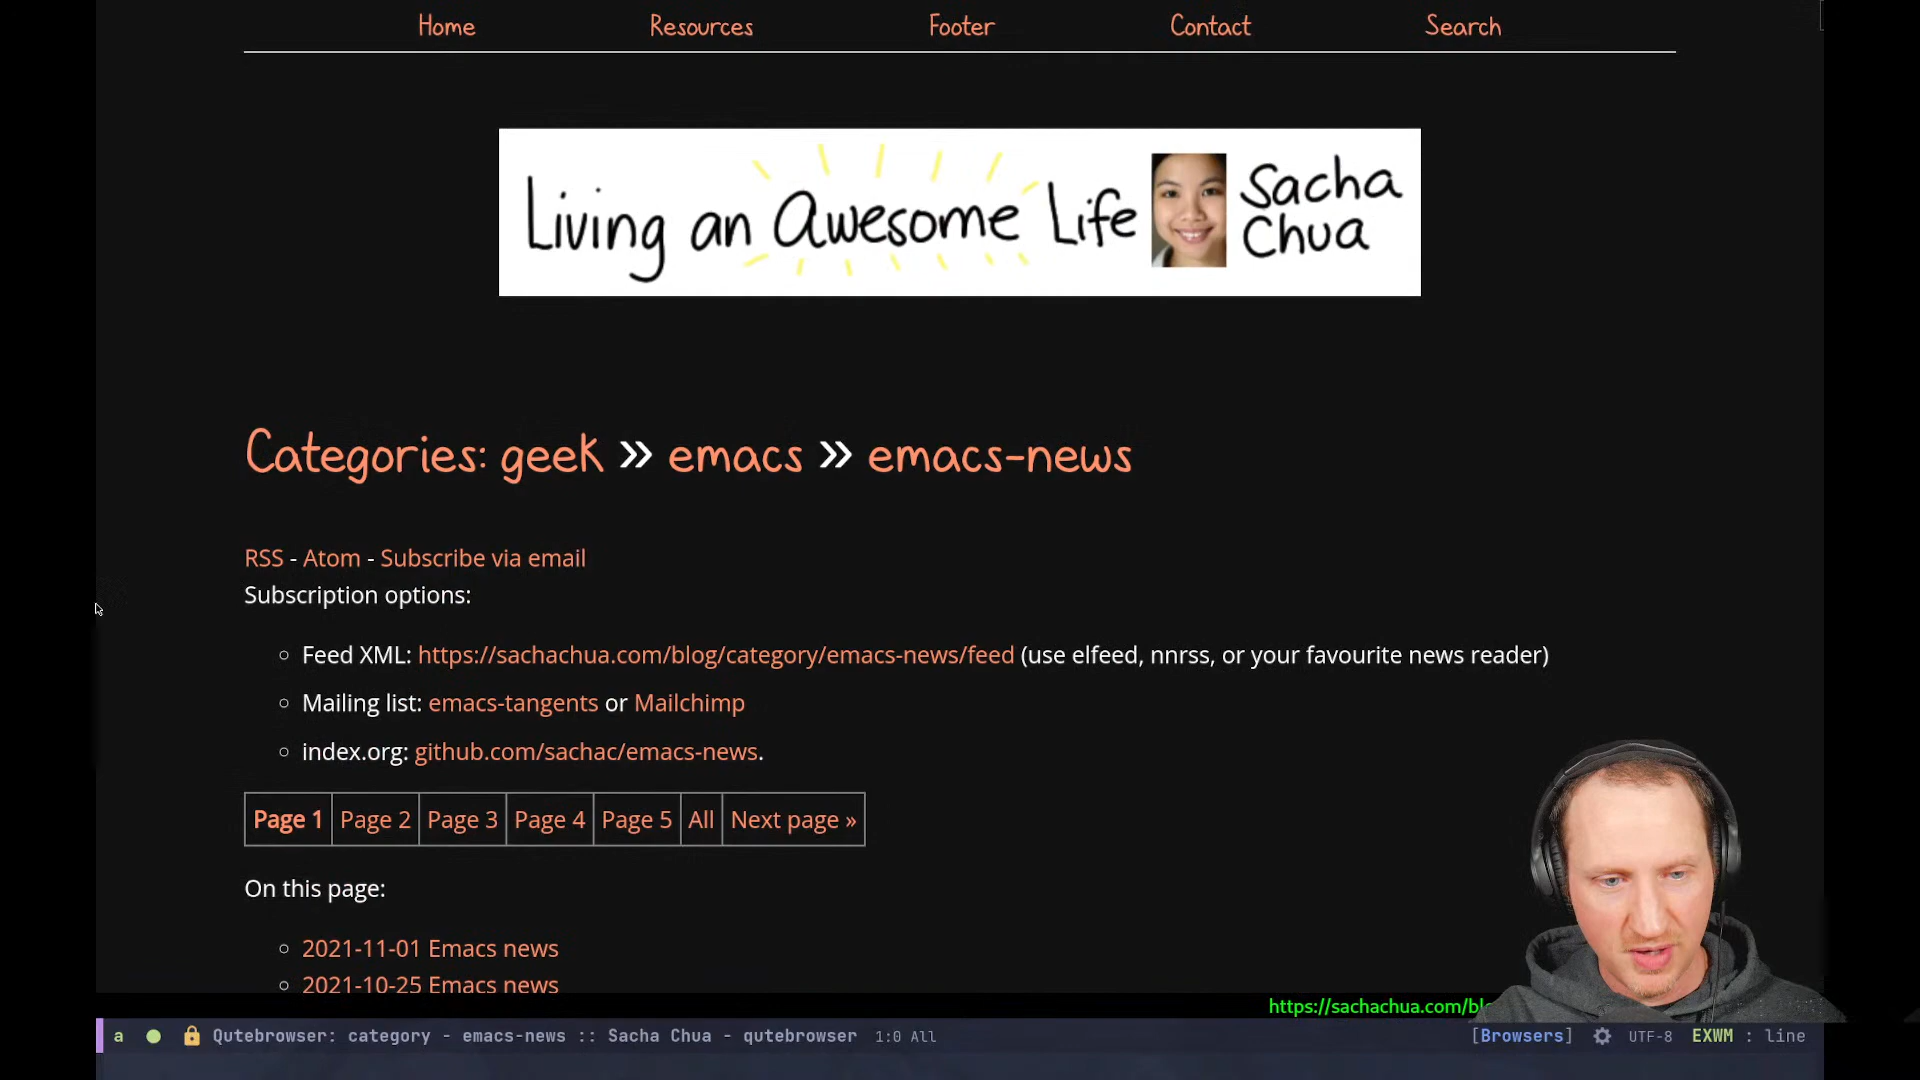 Home Resources Footer Contact Search
Living an Awesome Life Sacha Chua
Categories: geek » emacs » emacs-news
RSS - Atom - Subscribe via email
Subscription options:
Feed XML: https://sachachua.com/blog/category/emacs-news/feed (use elfeed, nnrss, or your favourite news reader)
Mailing list: emacs-tangents or Mailchimp
index.org: github.com/sachac/emacs-news.
Page 1 Page 2 Page 3 Page 4 Page 5 All Next page »
On this page:
2021-11-01 Emacs news
2021-10-25 Emacs news
https://sachachua.com/blo
a Qutebrowser: category - emacs-news :: Sacha Chua - qutebrowser 1:0 All [Browsers] UTF-8 EXWM : line